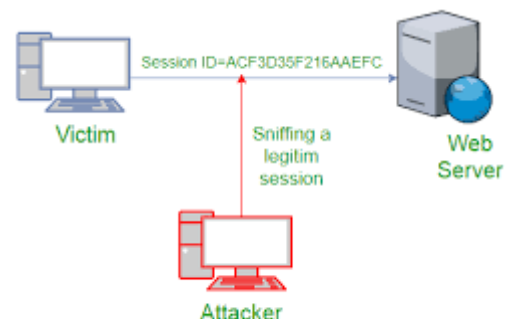 Session ID=ACF3D35F216AAEFC
Victim
Sniffing a
legitim
session
Web
Server
Attacker